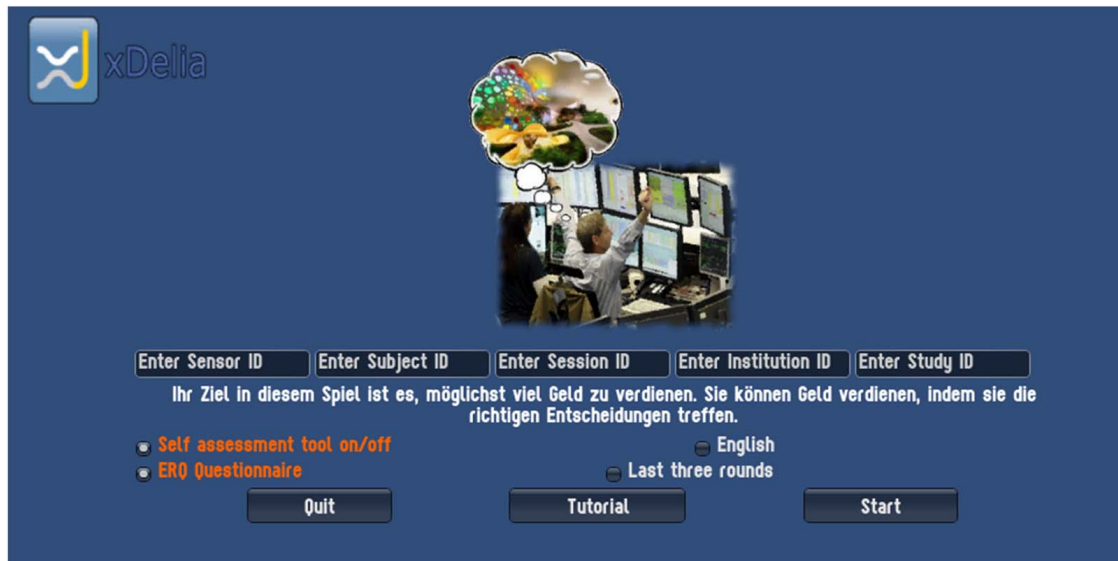 xDelia
Enter Sensor ID
Enter Subject ID
Enter Session ID
Enter Institution ID
Enter Study ID
Ihr Ziel in diesem Spiel ist es, möglichst viel Geld zu verdienen. Sie können Geld verdienen, indem sie die
richtigen Entscheidungen treffen.
Self assessment tool on/off
English
ERQ Questionnaire
Last three rounds
Quit
Tutorial
Start